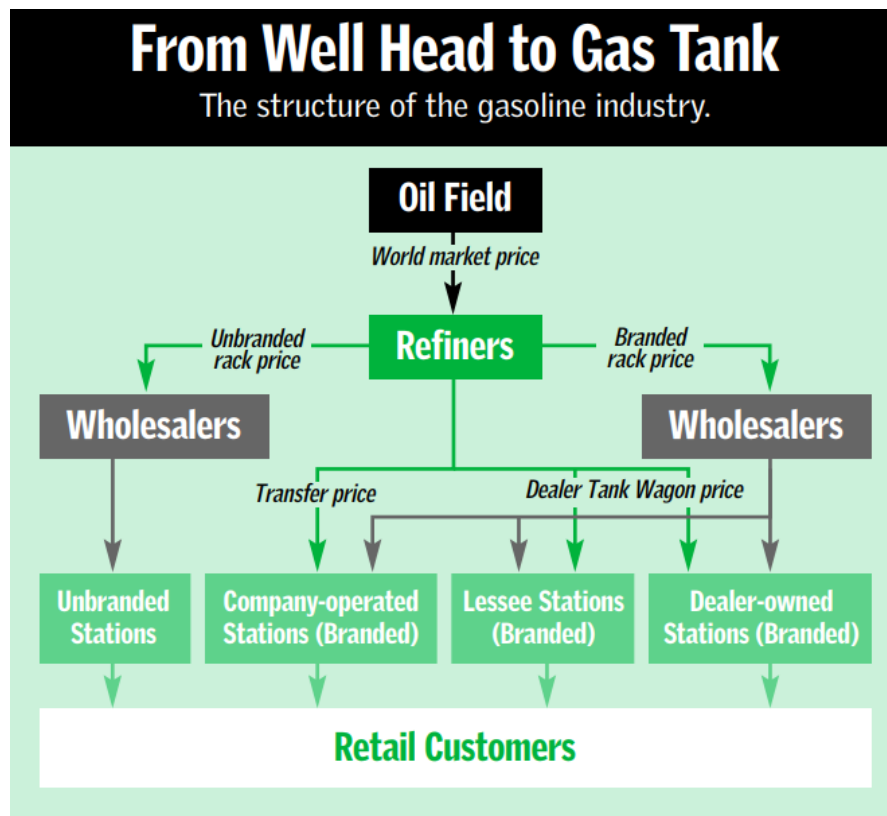 From Well Head to Gas Tank
The structure of the gasoline industry.
Oil Field
World market price
Unbranded
rack price
Refiners
Branded
rack price
Wholesalers
Wholesalers
Transfer price
Dealer Tank Wagon price
Unbranded
Stations
Company-operated
Stations (Branded)
Lessee Stations
(Branded)
Dealer-owned
Stations (Branded)
Retail Customers